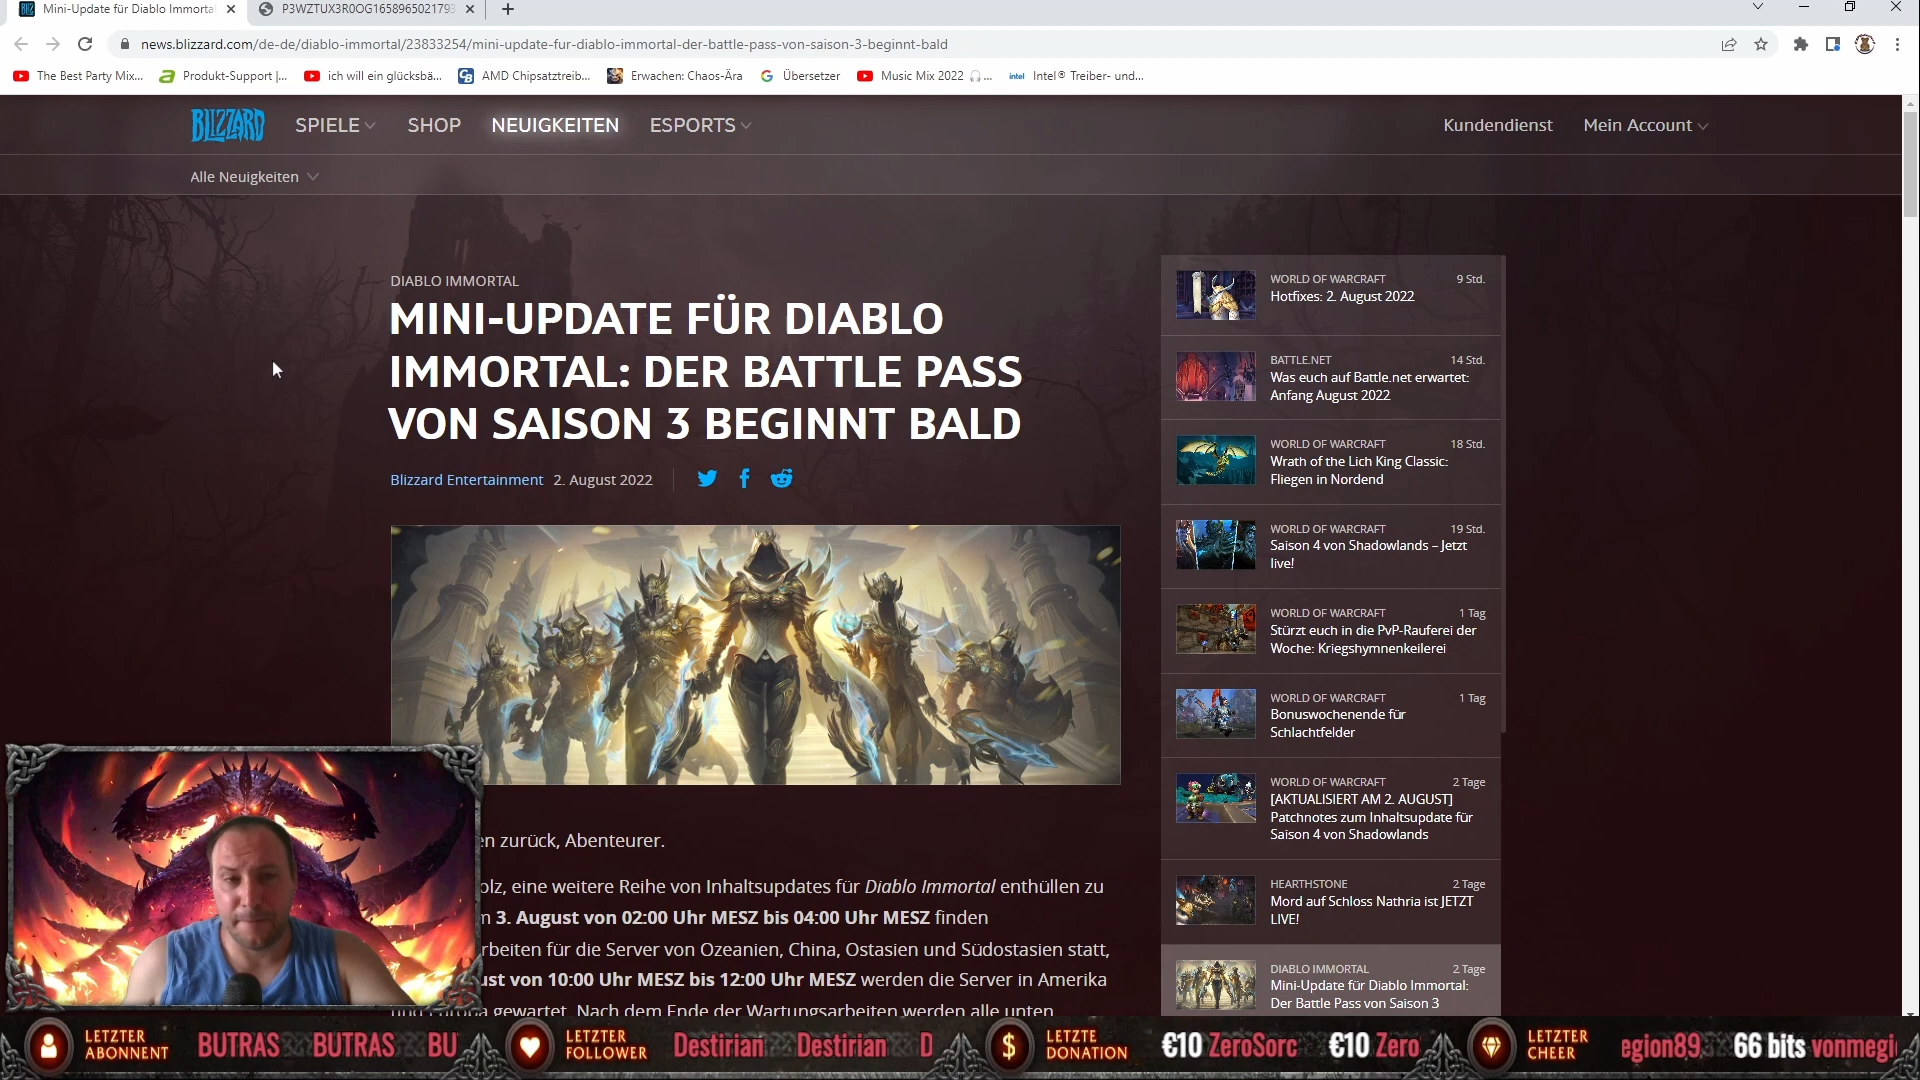 Mini-Update für Diablo Immortal
P3WZTUX3R0OG1658965021793
news.blizzard.com/de-de/diablo-immortal/23833254/mini-update-fur-diablo-immortal-der-battle-pass-von-saison-3-beginnt-bald
The Best Party Mix...
Produkt-Support |...
ich will ein glücksbä...
AMD Chipsatztreib...
Erwachen: Chaos-Ära
Übersetzer
Music Mix 2022 🎧...
intel
Intel® Treiber- und...
BLIZZARD
SPIELE
SHOP
NEUIGKEITEN
ESPORTS
Kundendienst
Mein Account
Alle Neuigkeiten
DIABLO IMMORTAL
MINI-UPDATE FÜR DIABLO
IMMORTAL: DER BATTLE PASS
VON SAISON 3 BEGINNT BALD
Blizzard Entertainment 2. August 2022
en zurück, Abenteurer.
olz, eine weitere Reihe von Inhaltsupdates für Diablo Immortal enthüllen zu
m 3. August von 02:00 Uhr MESZ bis 04:00 Uhr MESZ finden
rbeiten für die Server von Ozeanien, China, Ostasien und Südostasien statt,
ust von 10:00 Uhr MESZ bis 12:00 Uhr MESZ werden die Server in Amerika
und Europa gewartet. Nach dem Ende der Wartungsarbeiten werden alle unten
WORLD OF WARCRAFT 9 Std.
Hotfixes: 2. August 2022
BATTLE.NET 14 Std.
Was euch auf Battle.net erwartet:
Anfang August 2022
WORLD OF WARCRAFT 18 Std.
Wrath of the Lich King Classic:
Fliegen in Nordend
WORLD OF WARCRAFT 19 Std.
Saison 4 von Shadowlands – Jetzt
live!
WORLD OF WARCRAFT 1 Tag
Stürzt euch in die PvP-Rauferei der
Woche: Kriegshymnenkeilerei
WORLD OF WARCRAFT 1 Tag
Bonuswochenende für
Schlachtfelder
WORLD OF WARCRAFT 2 Tage
[AKTUALISIERT AM 2. AUGUST]
Patchnotes zum Inhaltsupdate für
Saison 4 von Shadowlands
HEARTHSTONE 2 Tage
Mord auf Schloss Nathria ist JETZT
LIVE!
DIABLO IMMORTAL 2 Tage
Mini-Update für Diablo Immortal:
Der Battle Pass von Saison 3
LETZTER
ABONNENT
BUTRAS BUTRAS BU
LETZTER
FOLLOWER
Destirian Destirian D
LETZTE
DONATION
€10 ZeroSorc €10 Zero
LETZTER
CHEER
egion89 66 bits vonmegi